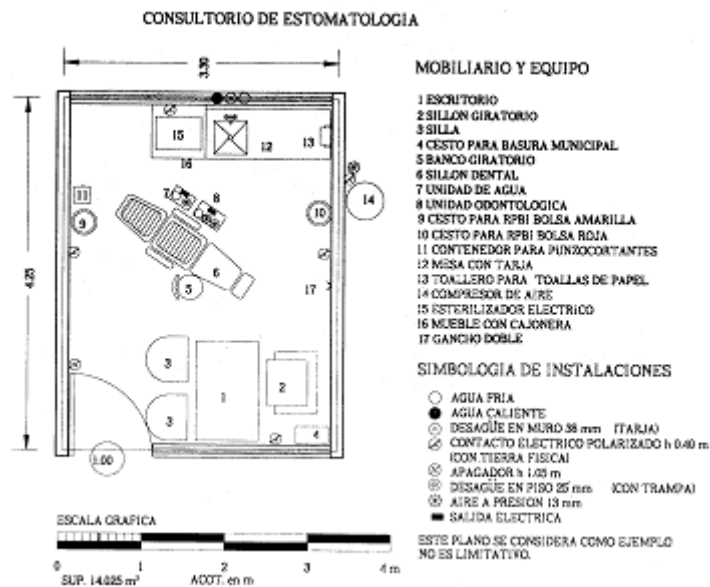 CONSULTORIO DE ESTOMATOLOGIA
3.30
4.25
15
12
13
16
7
8
11
9
10
14
6
5
17
3
3
1
2
4
1.00
MOBILIARIO Y EQUIPO
1 ESCRITORIO
2 SILLON GIRATORIO
3 SILLA
4 CESTO PARA BASURA MUNICIPAL
5 BANCO GIRATORIO
6 SILLON DENTAL
7 UNIDAD DE AGUA
8 UNIDAD ODONTOLOGICA
9 CESTO PARA RPBI BOLSA AMARILLA
10 CESTO PARA RPBI BOLSA ROJA
11 CONTENEDOR PARA PUNZOCORTANTES
12 MESA CON TARJA
13 TOALLERO PARA TOALLAS DE PAPEL
14 COMPRESOR DE AIRE
15 ESTERILIZADOR ELECTRICO
16 MUEBLE CON CAJONERA
17 GANCHO DOBLE
SIMBOLOGIA DE INSTALACIONES
AGUA FRIA
AGUA CALIENTE
DESAGÜE EN MURO 38 mm (TARJA)
CONTACTO ELECTRICO POLARIZADO h 0.40 m
(CON TIERRA FISICA)
APAGADOR h 1.05 m
DESAGÜE EN PISO 25 mm (CON TRAMPA)
AIRE A PRESION 13 mm
SALIDA ELECTRICA
ESTE PLANO SE CONSIDERA COMO EJEMPLO
NO ES LIMITATIVO.
ESCALA GRAFICA
0 1 2 3 4 m
SUP. 14.025 m² ACOT. en m